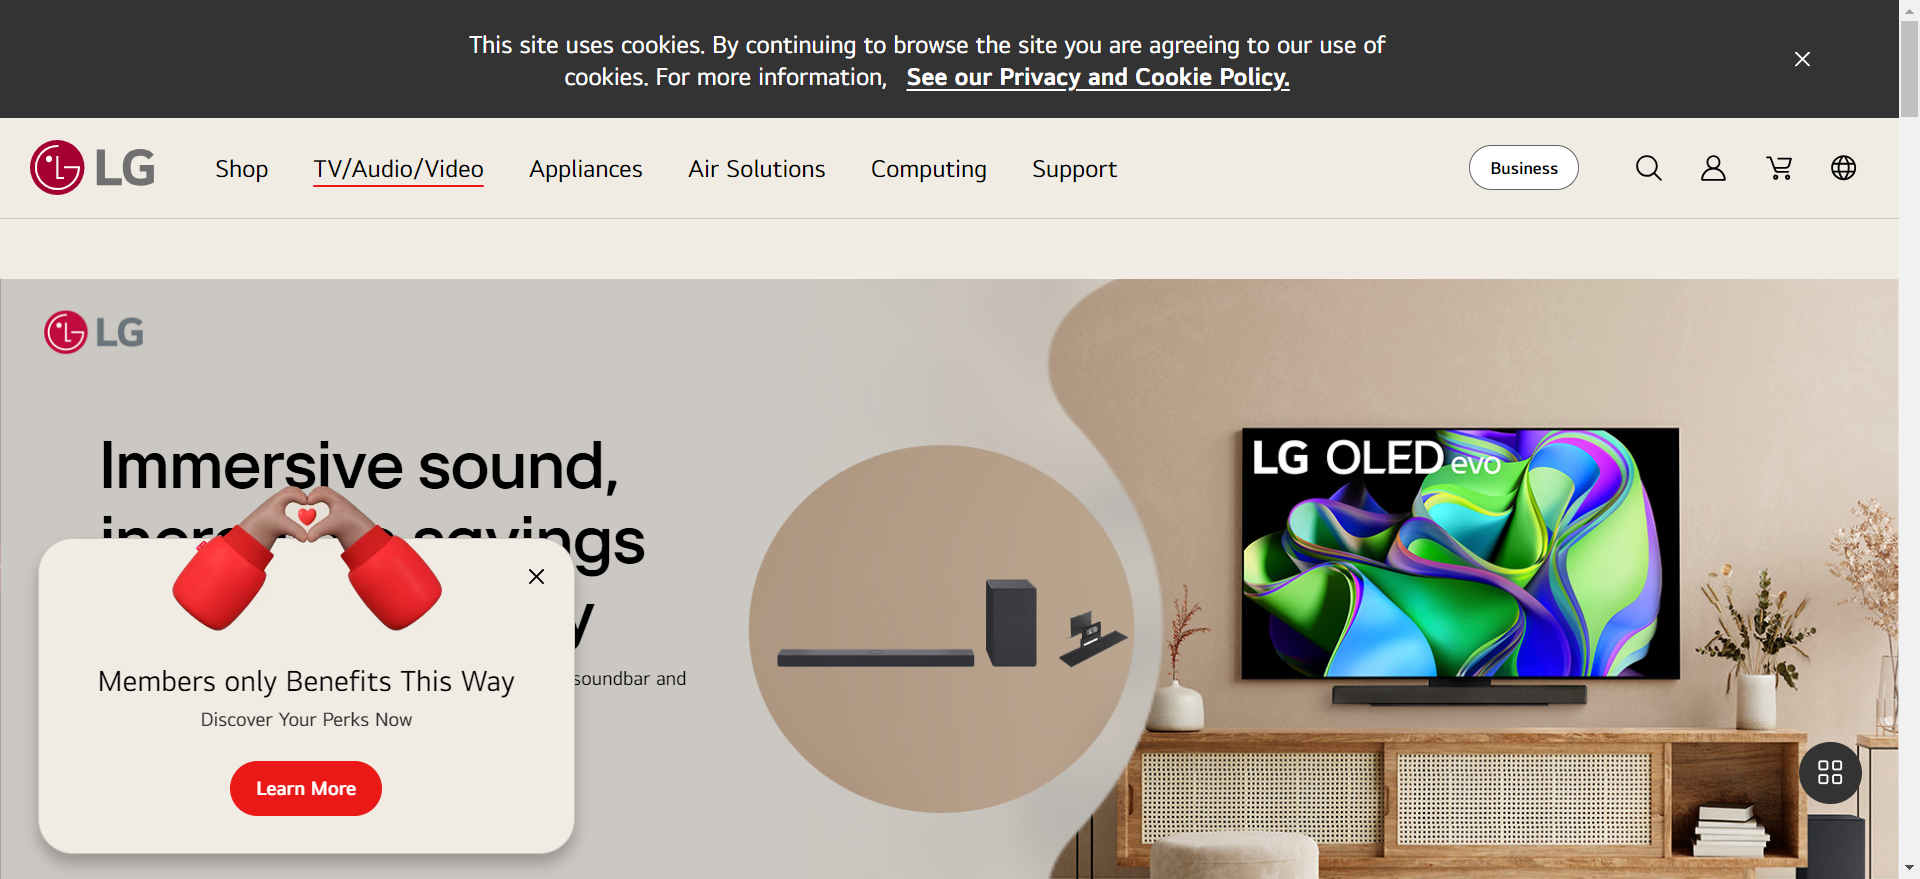 This site uses cookies. By continuing to browse the site you are agreeing to our use of
cookies. For more information, See our Privacy and Cookie Policy.
LG
Shop TV/Audio/Video Appliances Air Solutions Computing Support Business
LG
Immersive sound,
savings
y
soundbar and
LG OLED evo
Members only Benefits This Way
Discover Your Perks Now
Learn More